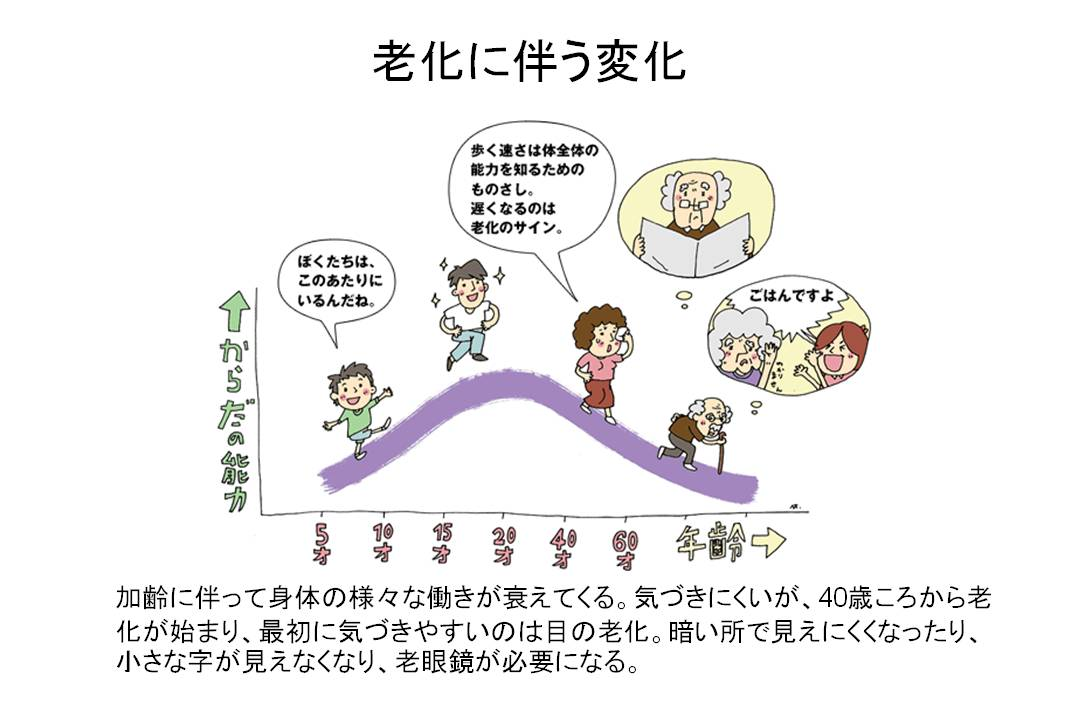 老化に伴う変化
歩く速さは体全体の
能力を知るための
ものさし。
遅くなるのは
老化のサイン。
ぼくたちは、
このあたりに
いるんだね。
ごはんですよ
からだの能力
5才
10才
15才
20才
40才
60才
年齢
加齢に伴って身体の様々な働きが衰えてくる。気づきにくいが、40歳ころから老
化が始まり、最初に気づきやすいのは目の老化。暗い所で見えにくくなったり、
小さな字が見えなくなり、老眼鏡が必要になる。